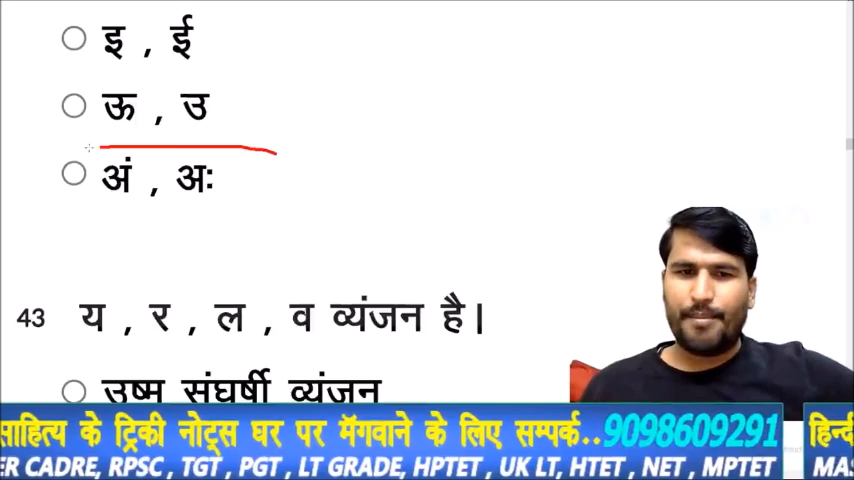 इ , ई
ऊ , उ
अं , अः
43 य , र , ल , व व्यंजन है|
उष्म संघर्षी व्यंजन
साहित्य के ट्रिकी नोट्स घर पर मॅगवाने के लिए सम्पर्क..9098609291 हिन्द
ER CADRE, RPSC , TGT , PGT , LT GRADE, HPTET , UK LT, HTET , NET , MPTET MAS